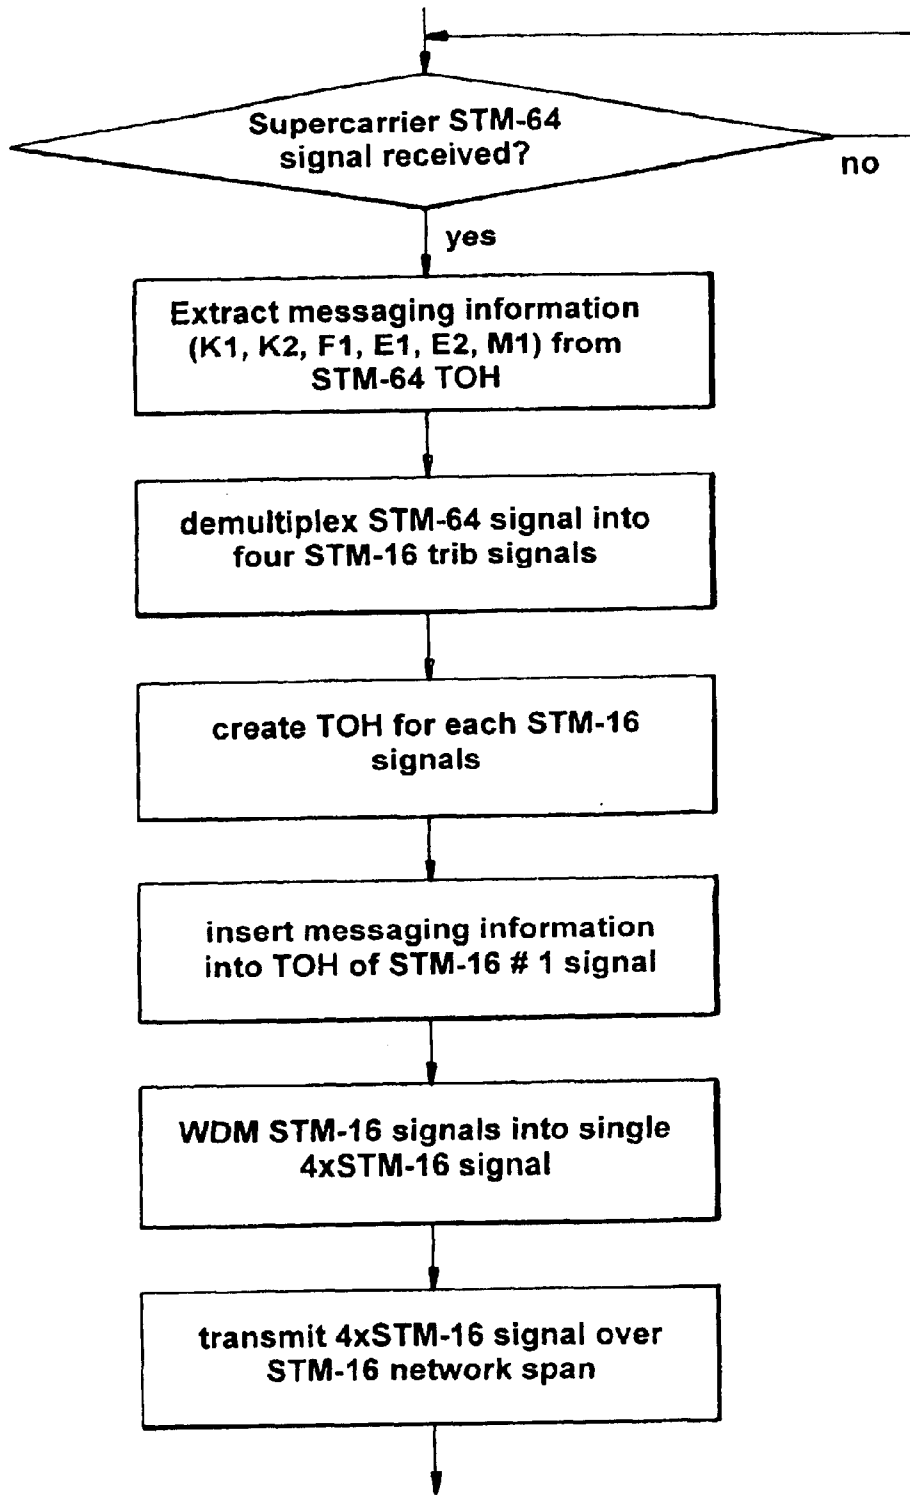 Supercarrier STM-64
signal received?
no
yes
Extract messaging information
(K1, K2, F1, E1, E2, M1) from
STM-64 TOH
demultiplex STM-64 signal into
four STM-16 trib signals
create TOH for each STM-16
signals
insert messaging information
into TOH of STM-16 # 1 signal
WDM STM-16 signals into single
4xSTM-16 signal
transmit 4xSTM-16 signal over
STM-16 network span